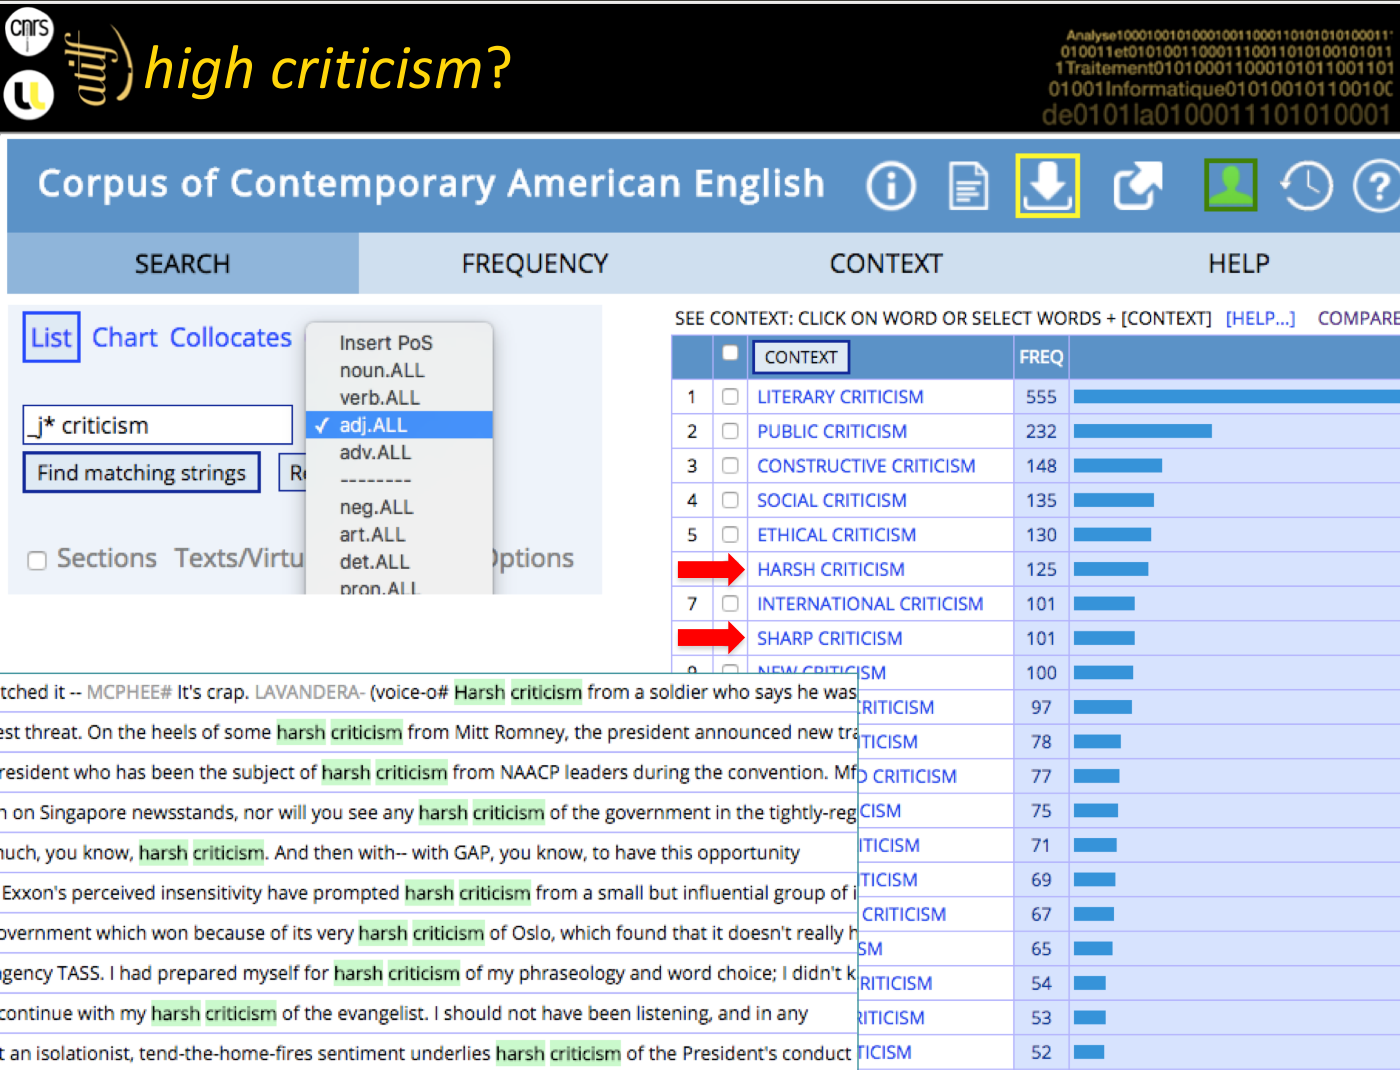 cnrs
atilf
high criticism?
Analyse1000100101000100110001101010101000011
010011et01010011000111001101010010101 1
1Traitement01010001100010101100110 1
01001Informatique01010010110010C
de0101la0100011101010001
Corpus of Contemporary American English
SEARCH
FREQUENCY
CONTEXT
HELP
List Chart Collocates
_j* criticism
Find matching strings
Sections Texts/Virtu
Options
Insert PoS
noun.ALL
verb.ALL
✓ adj.ALL
adv.ALL
--------
neg.ALL
art.ALL
det.ALL
pron.ALL
SEE CONTEXT: CLICK ON WORD OR SELECT WORDS + [CONTEXT] [HELP...] COMPARE
CONTEXT FREQ
1 LITERARY CRITICISM 555
2 PUBLIC CRITICISM 232
3 CONSTRUCTIVE CRITICISM 148
4 SOCIAL CRITICISM 135
5 ETHICAL CRITICISM 130
HARSH CRITICISM 125
7 INTERNATIONAL CRITICISM 101
SHARP CRITICISM 101
9 NEW CRITICISM 100
CRITICISM 97
TICISM 78
D CRITICISM 77
CISM 75
ITICISM 71
TICISM 69
CRITICISM 67
SM 65
RITICISM 54
RITICISM 53
TICISM 52
tched it -- MCPHEE# It's crap. LAVANDERA- (voice-o# Harsh criticism from a soldier who says he was
est threat. On the heels of some harsh criticism from Mitt Romney, the president announced new tra
resident who has been the subject of harsh criticism from NAACP leaders during the convention. Mf
n on Singapore newsstands, nor will you see any harsh criticism of the government in the tightly-reg
nuch, you know, harsh criticism. And then with-- with GAP, you know, to have this opportunity
Exxon's perceived insensitivity have prompted harsh criticism from a small but influential group of i
overnment which won because of its very harsh criticism of Oslo, which found that it doesn't really h
gency TASS. I had prepared myself for harsh criticism of my phraseology and word choice; I didn't k
continue with my harsh criticism of the evangelist. I should not have been listening, and in any
t an isolationist, tend-the-home-fires sentiment underlies harsh criticism of the President's conduct